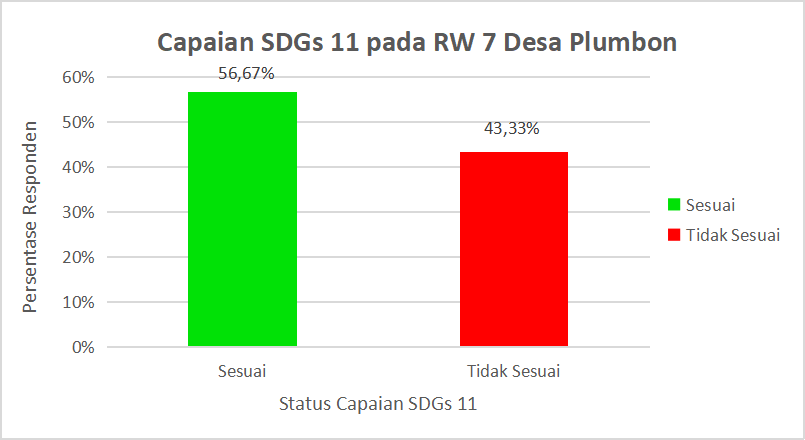 Capaian SDGs 11 pada RW 7 Desa Plumbon
56,67%
43,33%
60%
50%
40%
30%
20%
10%
0%
Persentase Responden
Sesuai
Tidak Sesuai
Status Capaian SDGs 11
Sesuai
Tidak Sesuai